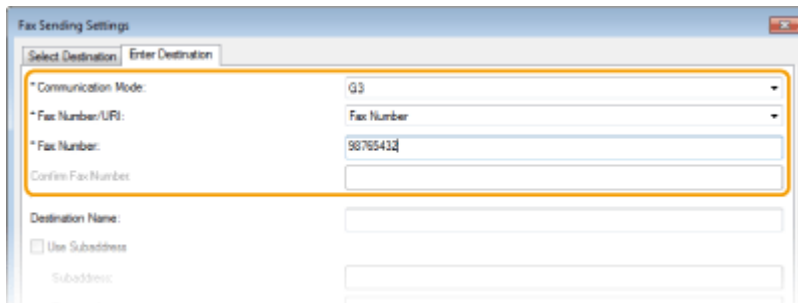 Fax Sending Settings
Select Destination Enter Destination
* Communication Mode: G3
* Fax Number/URI: Fax Number
* Fax Number: 98765432
Confirm Fax Number:
Destination Name:
Use Subaddress
Subaddress: